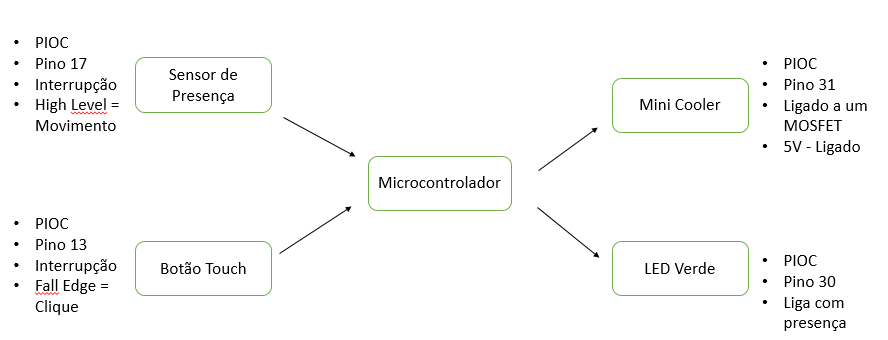 • PIOC
• Pino 17
• Interrupção
• High Level =
Movimento
Sensor de
Presença
• PIOC
• Pino 13
• Interrupção
• Fall Edge =
Clique
Botão Touch
Microcontrolador
Mini Cooler
• PIOC
• Pino 31
• Ligado a um
MOSFET
• 5V - Ligado
LED Verde
• PIOC
• Pino 30
• Liga com
presença